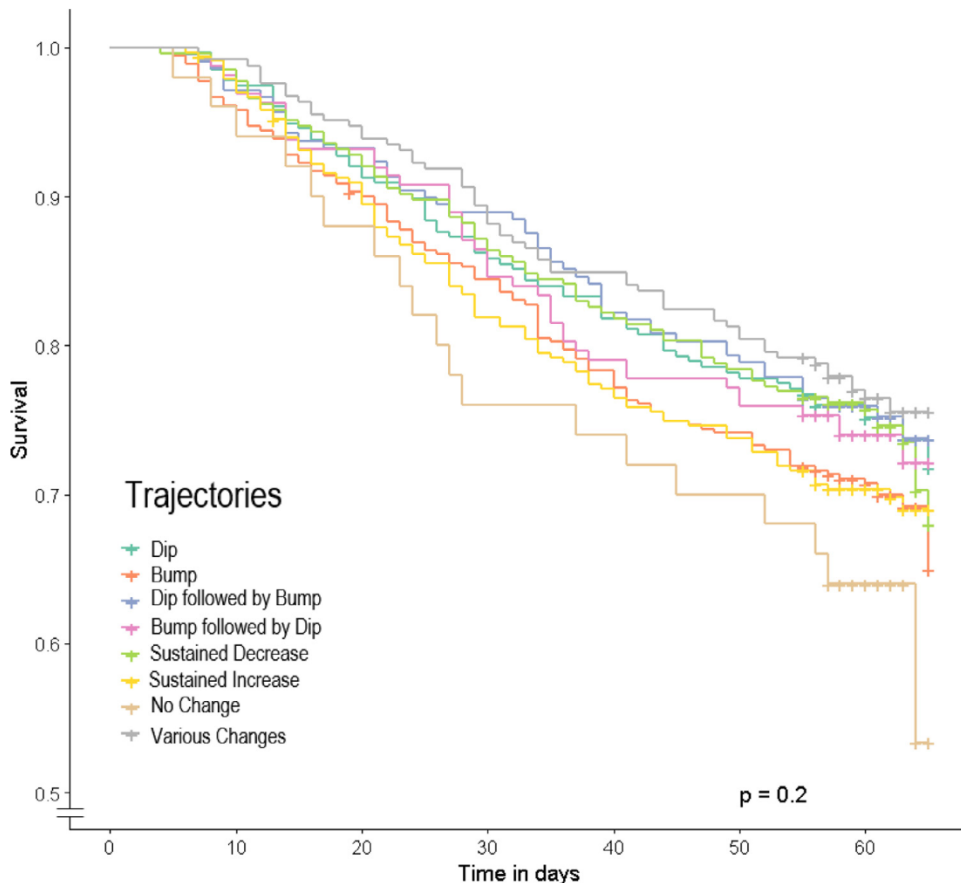 1.0
0.9
0.8
0.7
0.6
0.5
Survival
Trajectories
Dip
Bump
Dip followed by Bump
Bump followed by Dip
Sustained Decrease
Sustained Increase
No Change
Various Changes
p = 0.2
0 10 20 30 40 50 60
Time in days